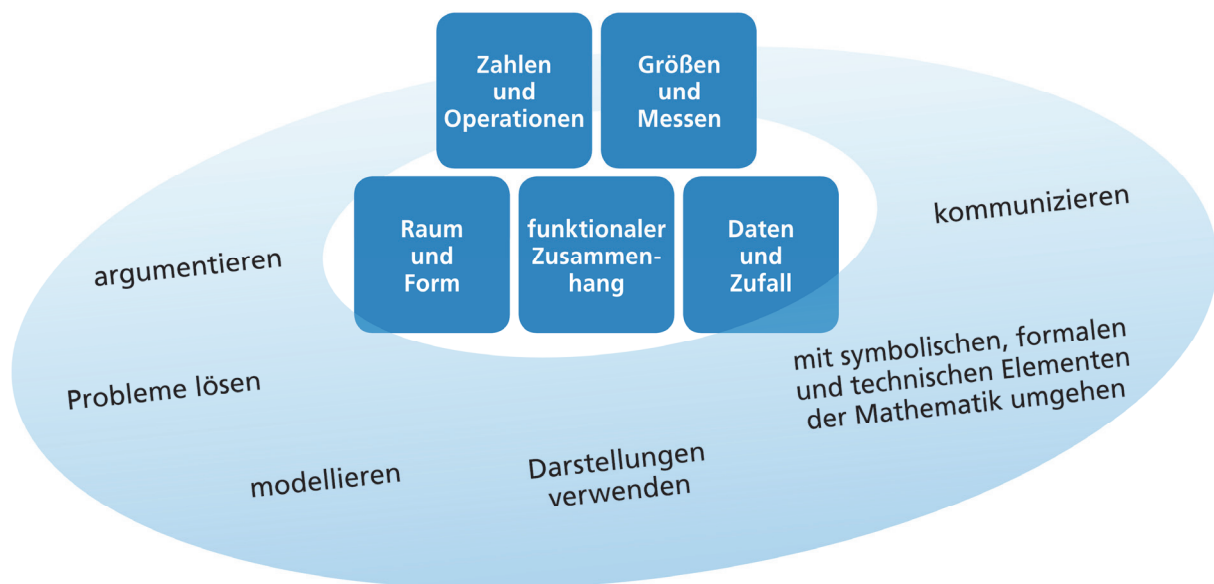 Zahlen
und
Operationen
Größen
und
Messen
Raum
und
Form
funktionaler
Zusammen-
hang
Daten
und
Zufall
argumentieren
Probleme lösen
modellieren
Darstellungen
verwenden
mit symbolischen, formalen
und technischen Elementen
der Mathematik umgehen
kommunizieren